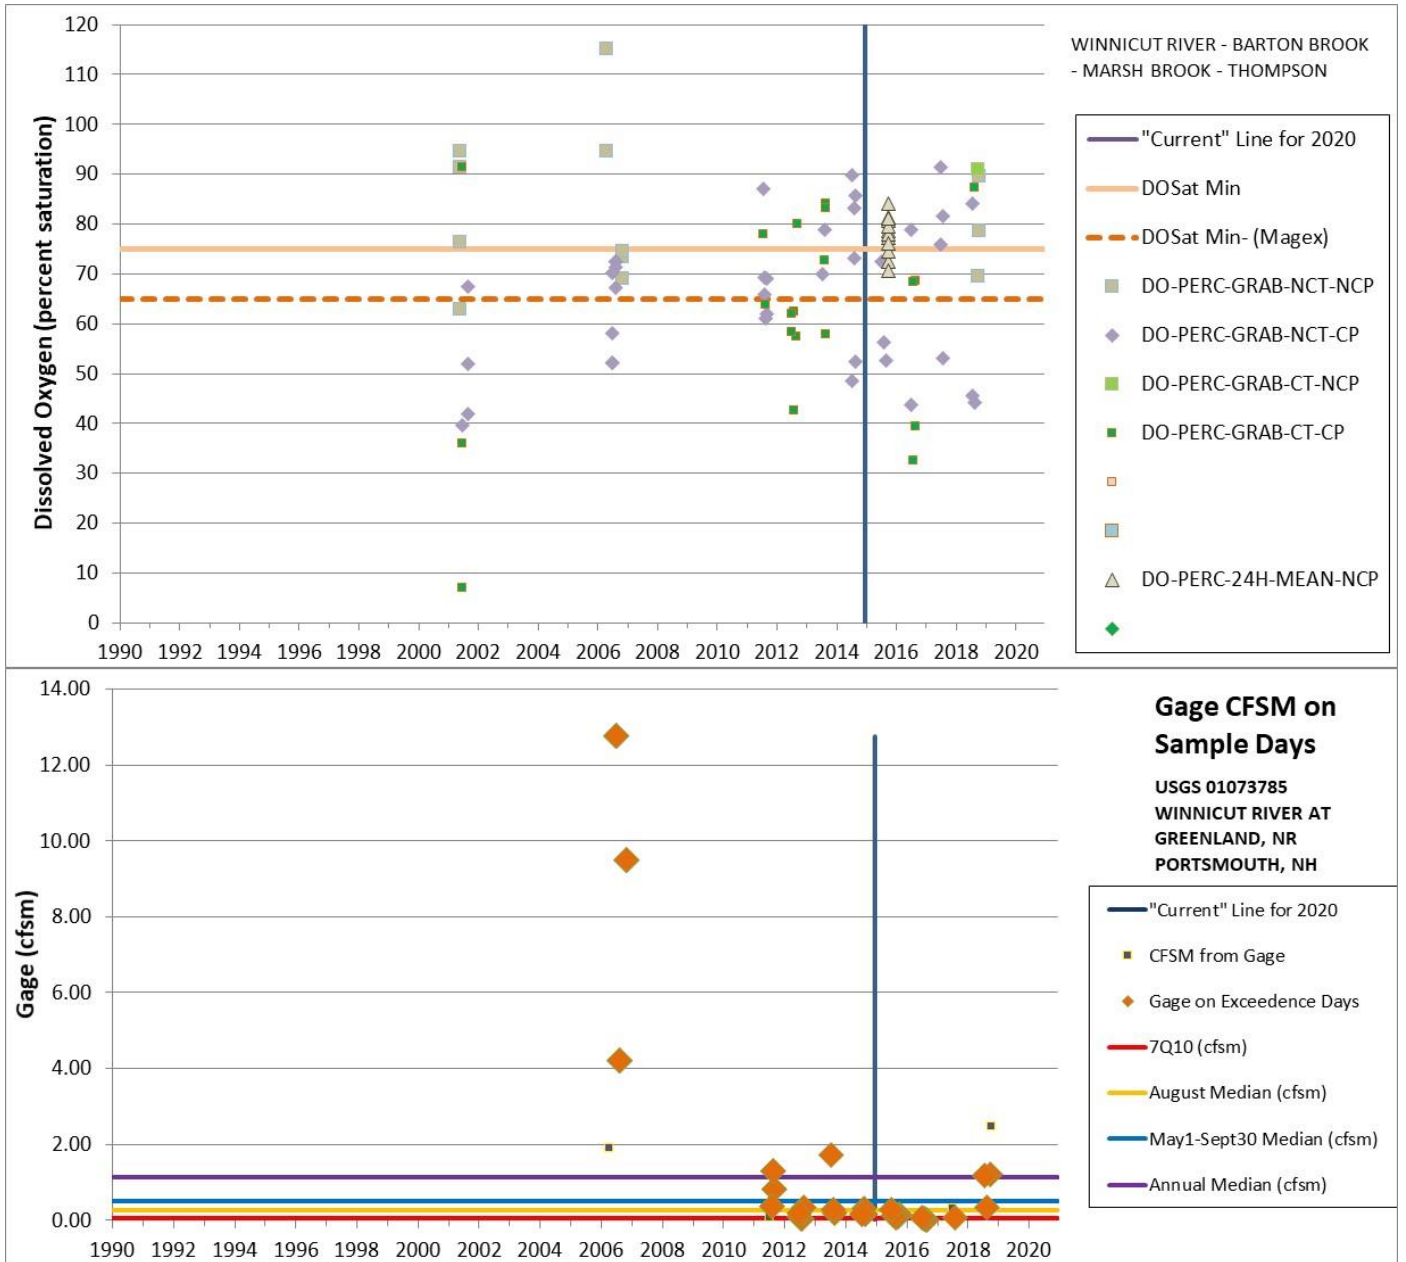 120
110
100
90
80
70
60
50
40
30
20
10
0
Dissolved Oxygen (percent saturation)
1990 1992 1994 1996 1998 2000 2002 2004 2006 2008 2010 2012 2014 2016 2018 2020
WINNICUT RIVER - BARTON BROOK
- MARSH BROOK - THOMPSON
"Current" Line for 2020
DOSat Min
DOSat Min- (Magex)
DO-PERC-GRAB-NCT-NCP
DO-PERC-GRAB-NCT-CP
DO-PERC-GRAB-CT-NCP
DO-PERC-GRAB-CT-CP
DO-PERC-24H-MEAN-NCP
14.00
12.00
10.00
8.00
6.00
4.00
2.00
0.00
Gage (cfsm)
1990 1992 1994 1996 1998 2000 2002 2004 2006 2008 2010 2012 2014 2016 2018 2020
Gage CFSM on
Sample Days
USGS 01073785
WINNICUT RIVER AT
GREENLAND, NR
PORTSMOUTH, NH
"Current" Line for 2020
CFSM from Gage
Gage on Exceedence Days
7Q10 (cfsm)
August Median (cfsm)
May1-Sept30 Median (cfsm)
Annual Median (cfsm)